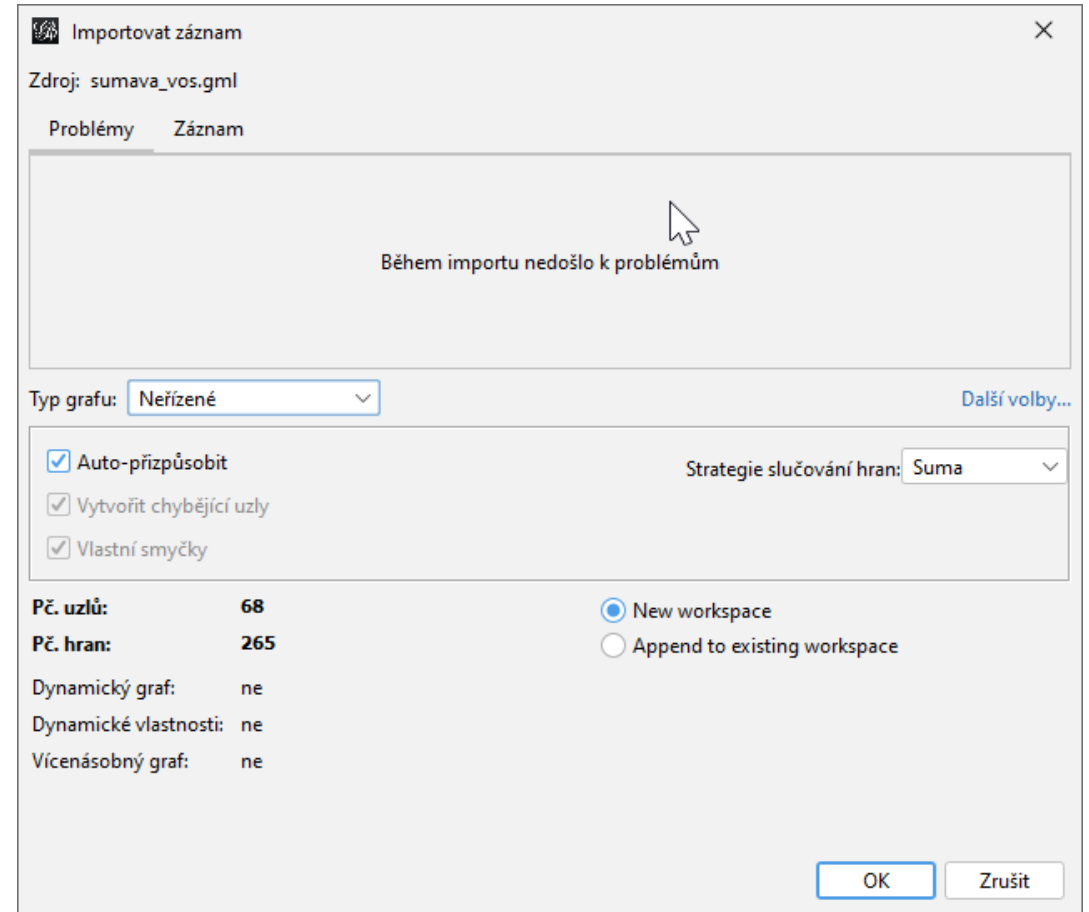 Importovat záznam
Zdroj: sumava_vos.gml
Problémy Záznam
Během importu nedošlo k problémům
Typ grafu: Neřízené Další volby...
Auto-přizpůsobit Strategie slučování hran: Suma
Vytvořit chybějící uzly
Vlastní smyčky
Pč. uzlů: 68 New workspace
Pč. hran: 265 Append to existing workspace
Dynamický graf: ne
Dynamické vlastnosti: ne
Vícenásobný graf: ne
OK Zrušit